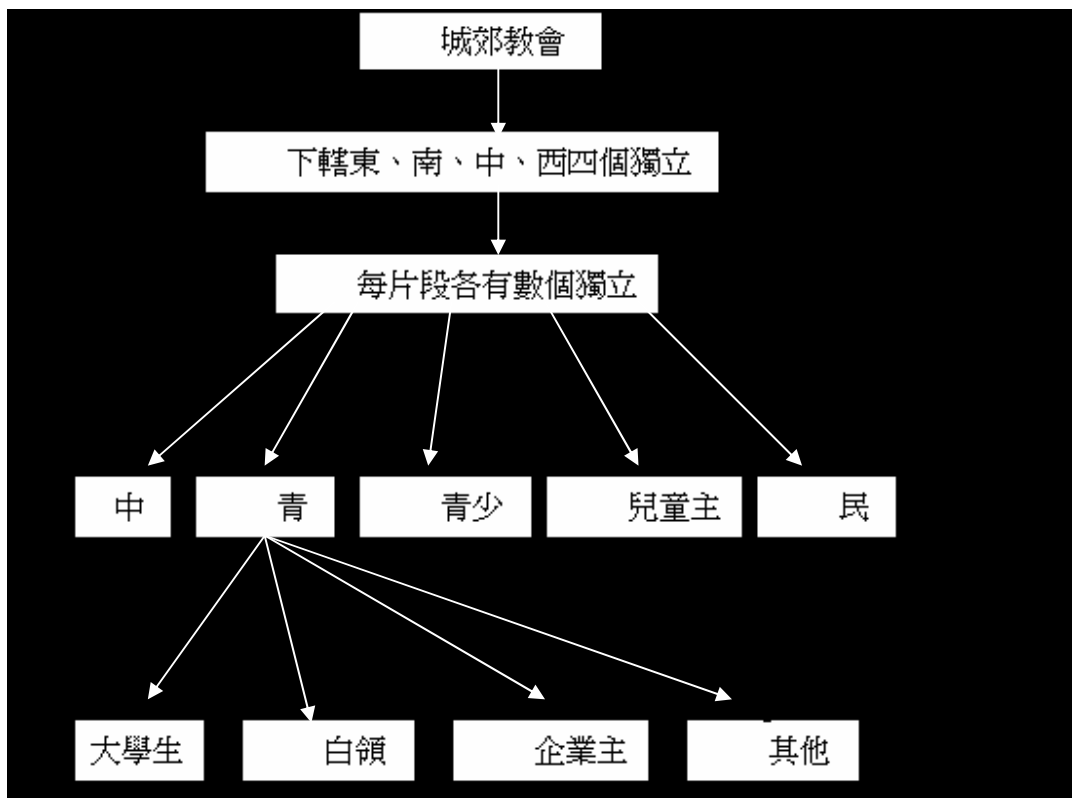 城郊教會
下轄東、南、中、西四個獨立
每片段各有數個獨立
中
青
青少
兒童主
民
大學生
白領
企業主
其他